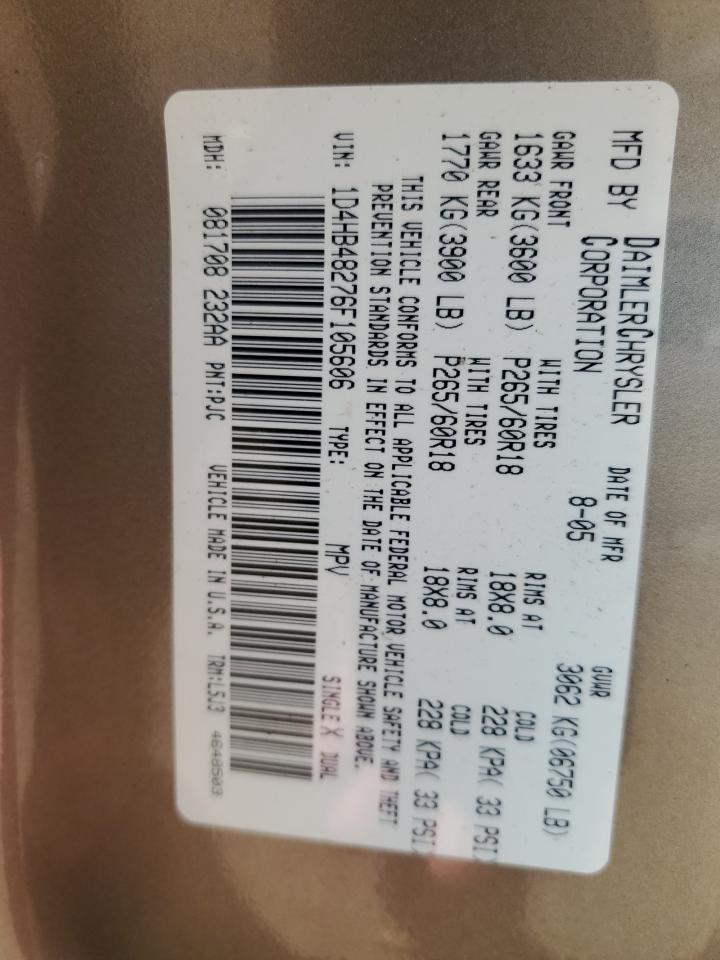 MFD BY DAIMLERCHRYSLER CORPORATION DATE OF MFR 8-05 GVWR 3062 KG(06750 LB)
GAWR FRONT WITH TIRES RIMS AT COLD
1633 KG(3600 LB) P265/60R18 18X8.0 228 KPA( 33 PSI)
GAWR REAR WITH TIRES RIMS AT COLD
1770 KG(3900 LB) P265/60R18 18X8.0 228 KPA( 33 PSI)
THIS VEHICLE CONFORMS TO ALL APPLICABLE FEDERAL MOTOR VEHICLE SAFETY AND THEFT
PREVENTION STANDARDS IN EFFECT ON THE DATE OF MANUFACTURE SHOWN ABOVE.
VIN: 1D4HB48276F105606 TYPE: MPV SINGLE X DUAL
MDH: 081708 232AA PNT:PJC VEHICLE MADE IN U.S.A. TRM:L5J3 4648503